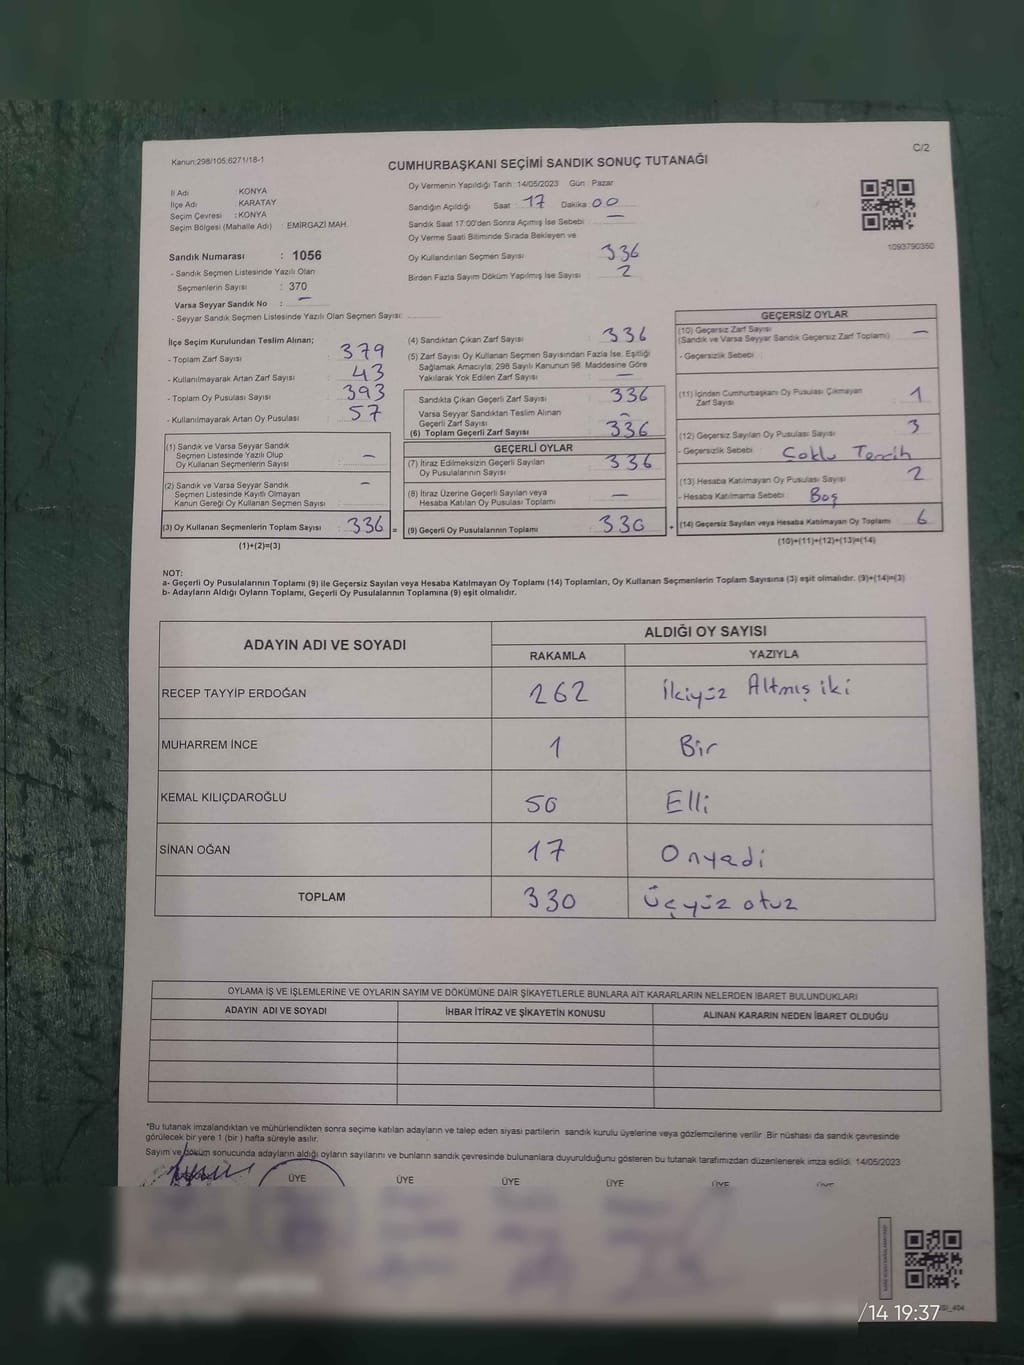 Kanun;298/105;6271/18-1
C/2
CUMHURBAŞKANI SEÇİMİ SANDIK SONUÇ TUTANAĞI
İl Adı : KONYA
İlçe Adı : KARATAY
Seçim Çevresi : KONYA
Seçim Bölgesi (Mahalle Adı) : EMİRGAZİ MAH.
Oy Vermenin Yapıldığı Tarih :14/05/2023 Gün : Pazar
Sandığın Açıldığı Saat : 17 Dakika : 00
Sandık Saat 17:00'den Sonra Açımış İse Sebebi : —
Oy Verme Saati Bitiminde Sırada Bekleyen ve
Oy Kullandırılan Seçmen Sayısı : 336
Birden Fazla Sayım Döküm Yapılmış İse Sayısı : 2
1093790350
Sandık Numarası : 1056
- Sandık Seçmen Listesinde Yazılı Olan
Seçmenlerin Sayısı : 370
Varsa Seyyar Sandık No : —
- Seyyar Sandık Seçmen Listesinde Yazılı Olan Seçmen Sayısı:
İlçe Seçim Kurulundan Teslim Alınan;
- Toplam Zarf Sayısı : 379
- Kullanılmayarak Artan Zarf Sayısı : 43
- Toplam Oy Pusulası Sayısı : 393
- Kullanılmayarak Artan Oy Pusulası : 57
(1) Sandık ve Varsa Seyyar Sandık
Seçmen Listesinde Yazılı Olup
Oy Kullanan Seçmenlerin Sayısı : —
(2) Sandık ve Varsa Seyyar Sandık
Seçmen Listesinde Kayıtlı Olmayan
Kanun Gereği Oy Kullanan Seçmen Sayısı : —
(3) Oy Kullanan Seçmenlerin Toplam Sayısı : 336 =
(1)+(2)=(3)
(4) Sandıktan Çıkan Zarf Sayısı : 336
(5) Zarf Sayısı Oy Kullanan Seçmen Sayısından Fazla İse, Eşitliği
Sağlamak Amacıyla, 298 Sayılı Kanunun 98. Maddesine Göre
Yakılarak Yok Edilen Zarf Sayısı : —
Sandıkta Çıkan Geçerli Zarf Sayısı : 336
Varsa Seyyar Sandıktan Teslim Alınan
Geçerli Zarf Sayısı : —
(6) Toplam Geçerli Zarf Sayısı : 336
GEÇERLİ OYLAR
(7) İtiraz Edilmeksizin Geçerli Sayılan
Oy Pusulalarının Sayısı : 336
(8) İtiraz Üzerine Geçerli Sayılan veya
Hesaba Katılan Oy Pusulası Toplamı : —
(9) Geçerli Oy Pusulalarının Toplamı : 330 +
GEÇERSİZ OYLAR
(10) Geçersiz Zarf Sayısı : —
(Sandık ve Varsa Seyyar Sandık Geçersiz Zarf Toplamı)
- Geçersizlik Sebebi :
(11) İçinden Cumhurbaşkanı Oy Pusulası Çıkmayan
Zarf Sayısı : 1
(12) Geçersiz Sayılan Oy Pusulası Sayısı : 3
- Geçersizlik Sebebi : Çoklu Tercih
(13) Hesaba Katılmayan Oy Pusulası Sayısı : 2
- Hesaba Katılmama Sebebi : Boş
(14) Geçersiz Sayılan veya Hesaba Katılmayan Oy Toplamı : 6
(10)+(11)+(12)+(13)=(14)
NOT:
a- Geçerli Oy Pusulalarının Toplamı (9) ile Geçersiz Sayılan veya Hesaba Katılmayan Oy Toplamı (14) Toplamları, Oy Kullanan Seçmenlerin Toplam Sayısına (3) eşit olmalıdır. (9)+(14)=(3)
b- Adayların Aldığı Oyların Toplamı, Geçerli Oy Pusulalarının Toplamına (9) eşit olmalıdır.
ADAYIN ADI VE SOYADI
ALDIĞI OY SAYISI
RAKAMLA YAZIYLA
RECEP TAYYİP ERDOĞAN 262 İkiyüz Altmış iki
MUHARREM İNCE 1 Bir
KEMAL KILIÇDAROĞLU 50 Elli
SİNAN OĞAN 17 Onyedi
TOPLAM 330 Üçyüz otuz
OYLAMA İŞ VE İŞLEMLERİNE VE OYLARIN SAYIM VE DÖKÜMÜNE DAİR ŞİKAYETLERLE BUNLARA AİT KARARLARIN NELERDEN İBARET BULUNDUKLARI
ADAYIN ADI VE SOYADI İHBAR İTİRAZ VE ŞİKAYETİN KONUSU ALINAN KARARIN NEDEN İBARET OLDUĞU
*Bu tutanak imzalandıktan ve mühürlendikten sonra seçime katılan adayların ve talep eden siyasi partilerin sandık kurulu üyelerine veya gözlemcilerine verilir. Bir nüshası da sandık çevresinde
görülecek bir yere 1 (bir ) hafta süreyle asılır.
Sayım ve döküm sonucunda adayların aldığı oyların sayılarını ve bunların sandık çevresinde bulunanlara duyurulduğunu gösteren bu tutanak tarafımızdan düzenlenerek imza edildi. 14/05/2023
ÜYE ÜYE ÜYE ÜYE ÜYE ÜYE
/14 19:37